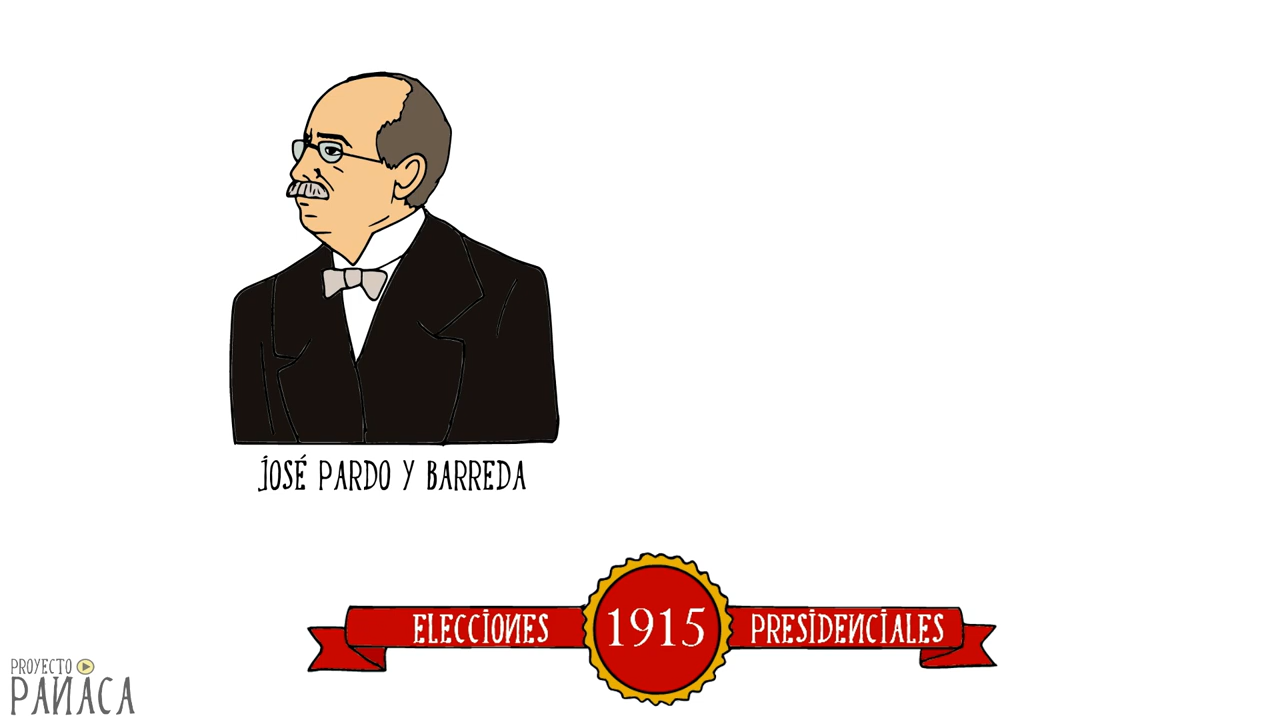 JOSÉ PARDO Y BARREDA
ELECCIONES 1915 PRESIDENCIALES
PROYECTO
PANACA